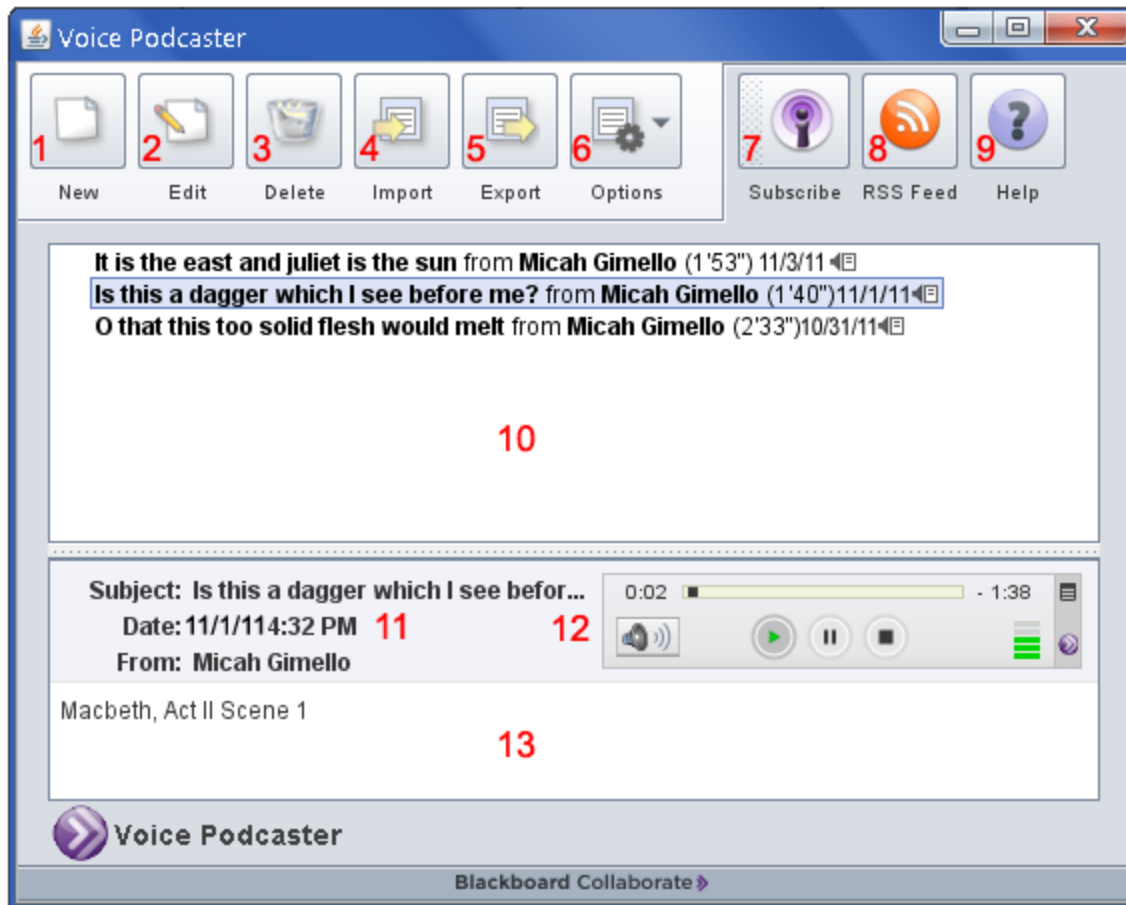 Voice Podcaster
1 2 3 4 5 6 7 8 9
New Edit Delete Import Export Options Subscribe RSS Feed Help
It is the east and juliet is the sun from Micah Gimello (1'53") 11/3/11
Is this a dagger which I see before me? from Micah Gimello (1'40")11/1/11
O that this too solid flesh would melt from Micah Gimello (2'33")10/31/11
10
Subject: Is this a dagger which I see befor... 0:02 - 1:38
Date: 11/1/114:32 PM 11 12
From: Micah Gimello
Macbeth, Act II Scene 1
13
Voice Podcaster
Blackboard Collaborate